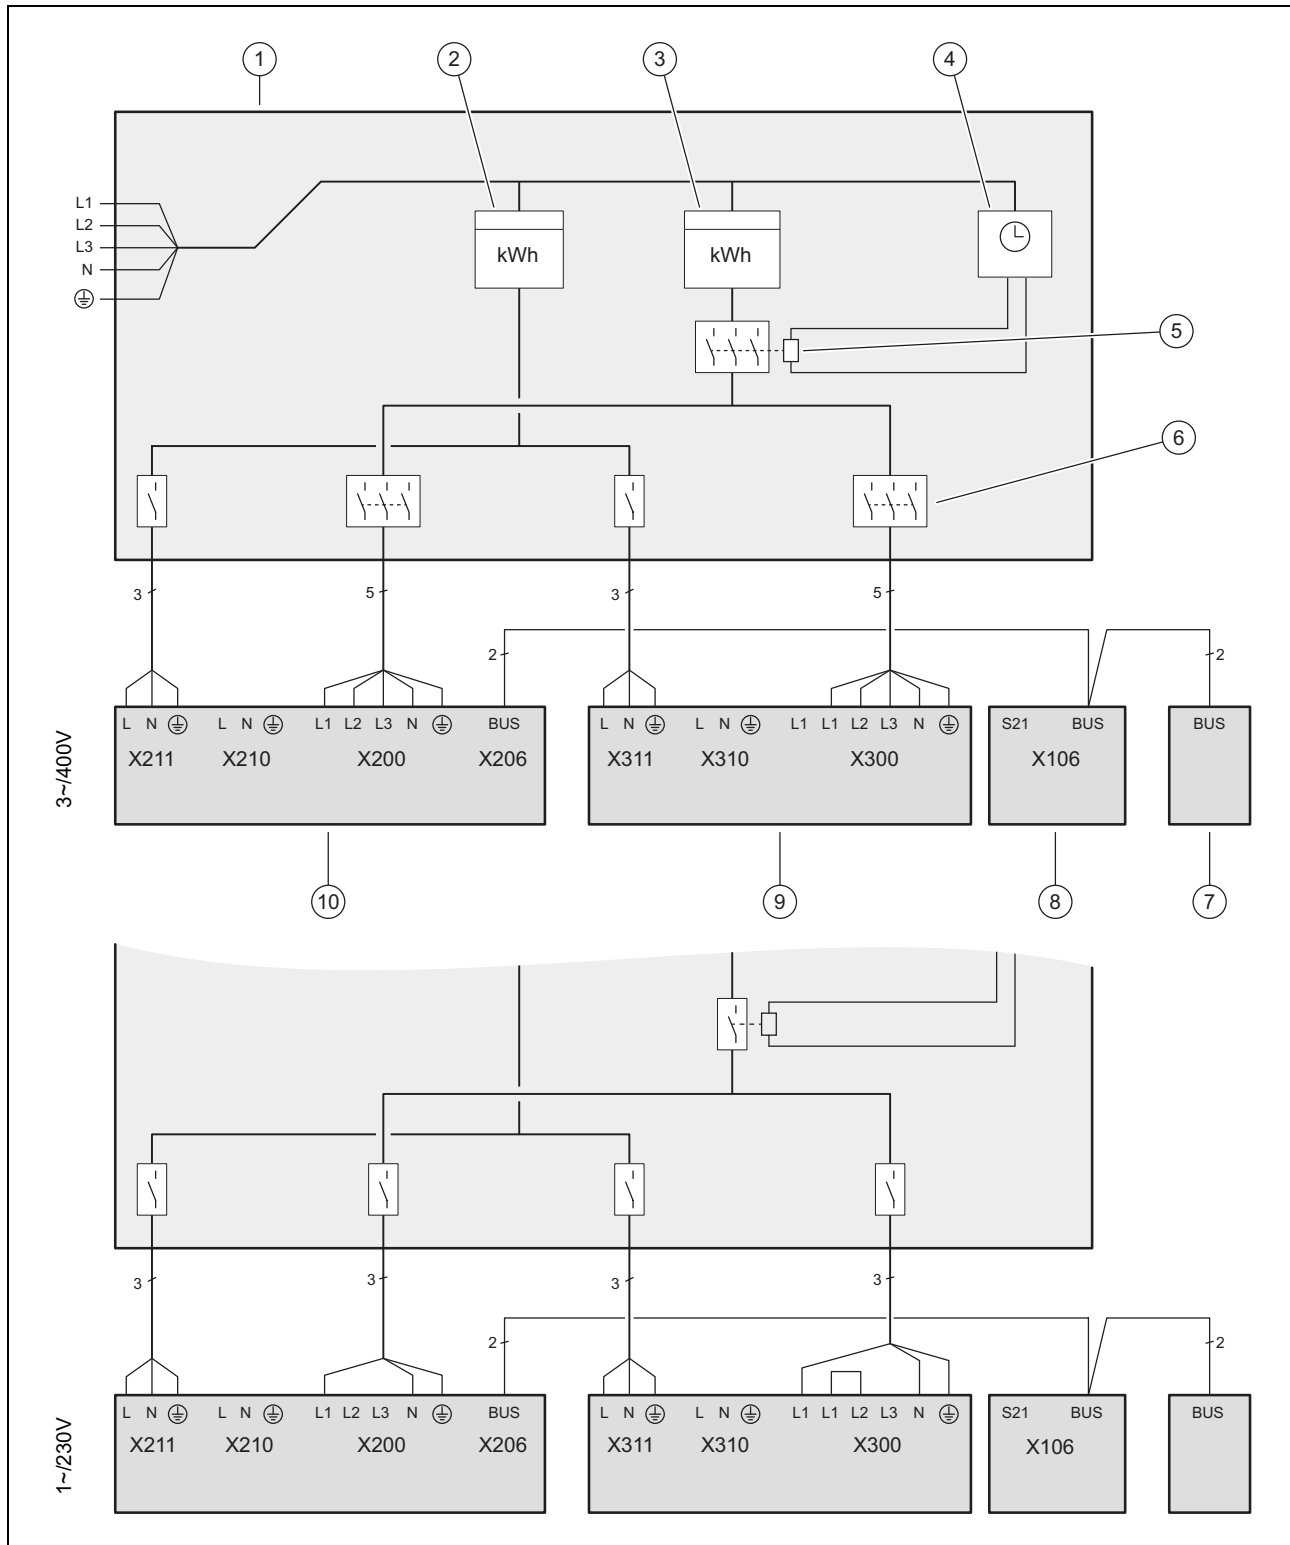 1 2 3 4
L1
L2
L3
N
kWh kWh
5
6
3 5 3 5
2 2
L N L N L1 L2 L3 N BUS L N L N L1 L1 L2 L3 N S21 BUS BUS
X211 X210 X200 X206 X311 X310 X300 X106
3~/400V
10 9 8 7
3 3 3 3
2 2
L N L N L1 L2 L3 N BUS L N L N L1 L1 L2 L3 N S21 BUS BUS
X211 X210 X200 X206 X311 X310 X300 X106
1~/230V